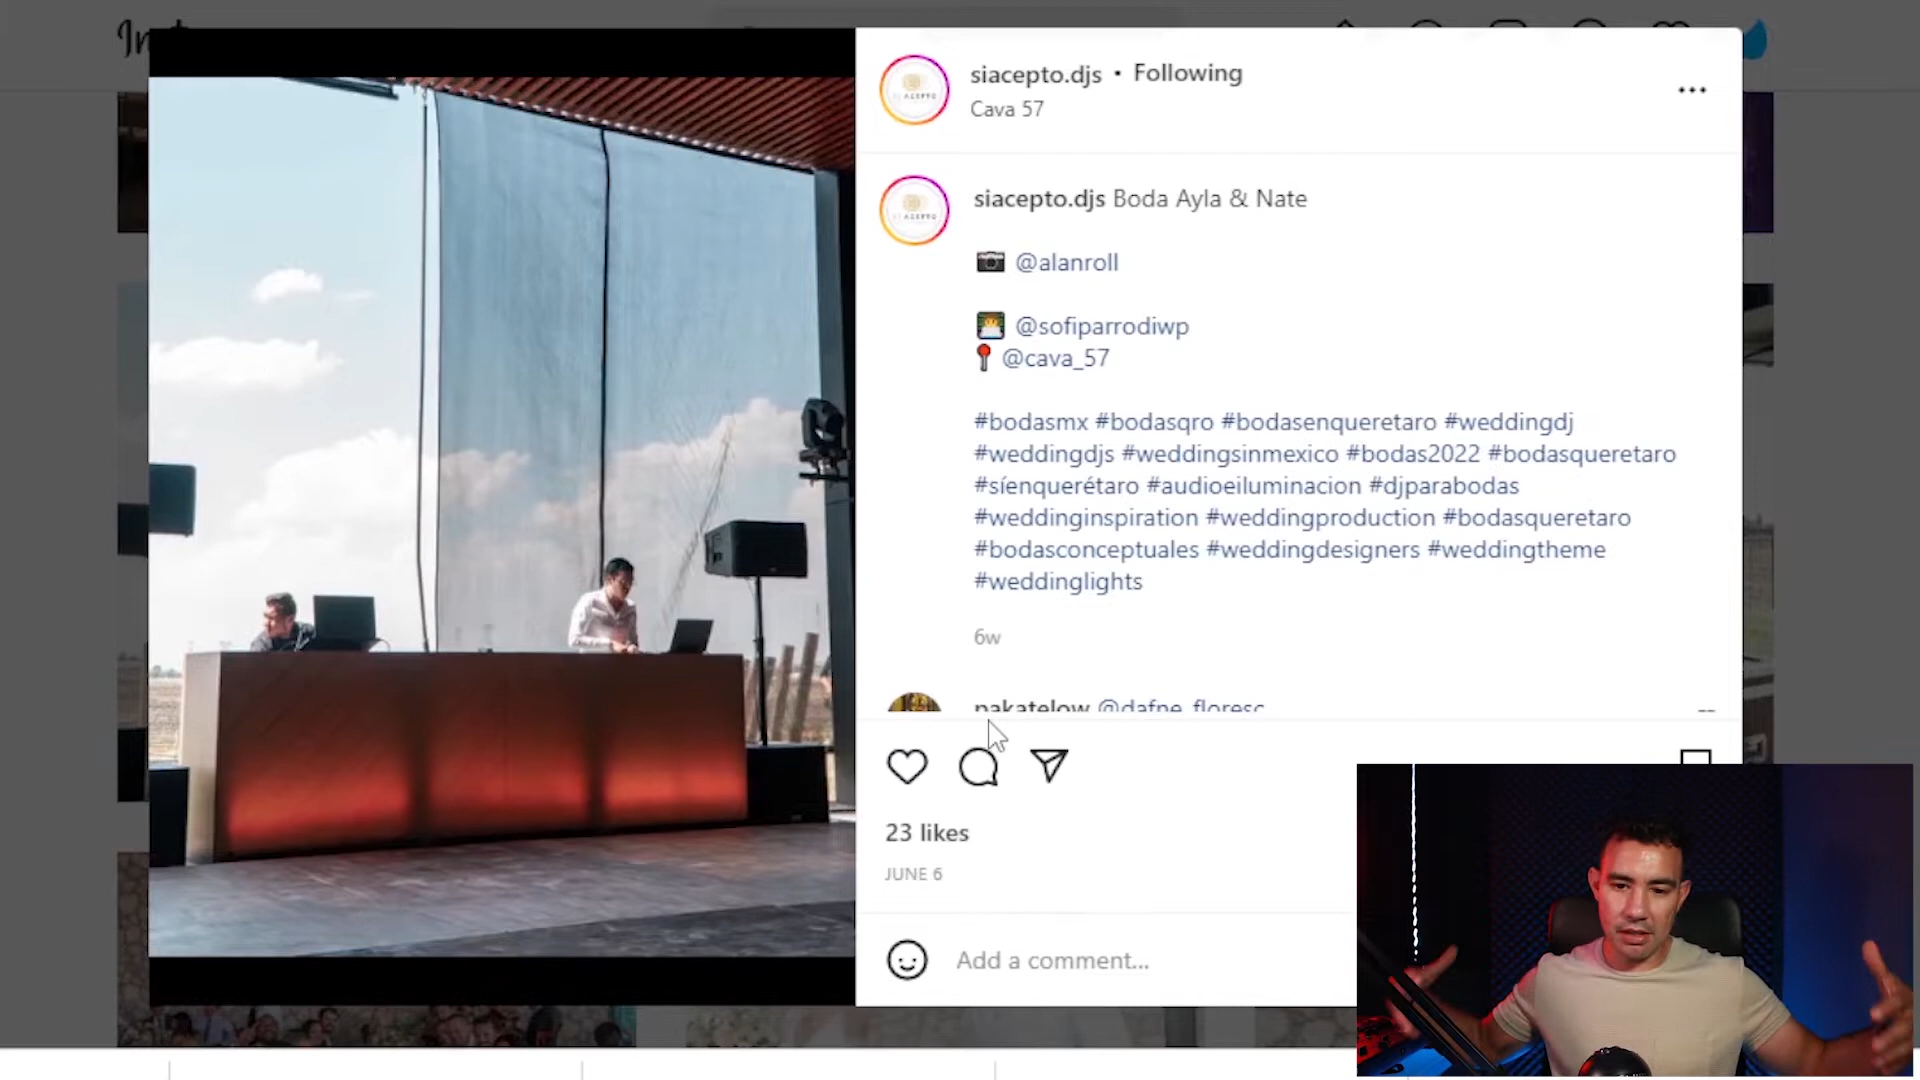 siacepto.djs • Following
Cava 57
siacepto.djs Boda Ayla & Nate
@alanroll
@sofiparrodiwp
@cava_57
#bodasmx #bodasqro #bodasenqueretaro #weddingdj
#weddingdjs #weddingsinmexico #bodas2022 #bodasqueretaro
#síenquerétaro #audioeiluminacion #djparabodas
#weddinginspiration #weddingproduction #bodasqueretaro
#bodasconceptuales #weddingdesigners #weddingtheme
#weddinglights
6w
pakatelow @dafne_floresc
23 likes
JUNE 6
Add a comment...